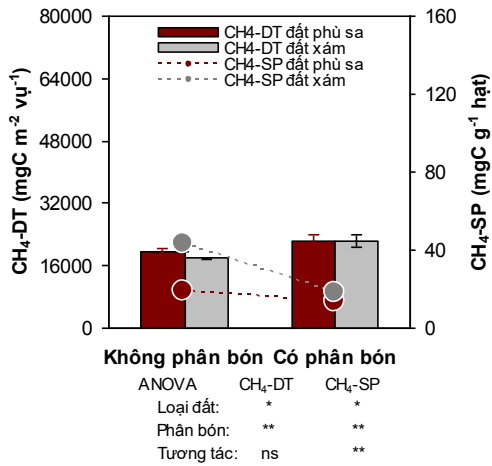 CH4-DT đất phù sa
CH4-DT đất xám
CH4-SP đất phù sa
CH4-SP đất xám
80000
64000
48000
32000
16000
0
CH₄-DT (mgC m⁻² vụ⁻¹)
160
120
80
40
0
CH₄-SP (mgC g⁻¹ hạt)
Không phân bón Có phân bón
ANOVA CH₄-DT CH₄-SP
Loại đất: * *
Phân bón: ** **
Tương tác: ns **